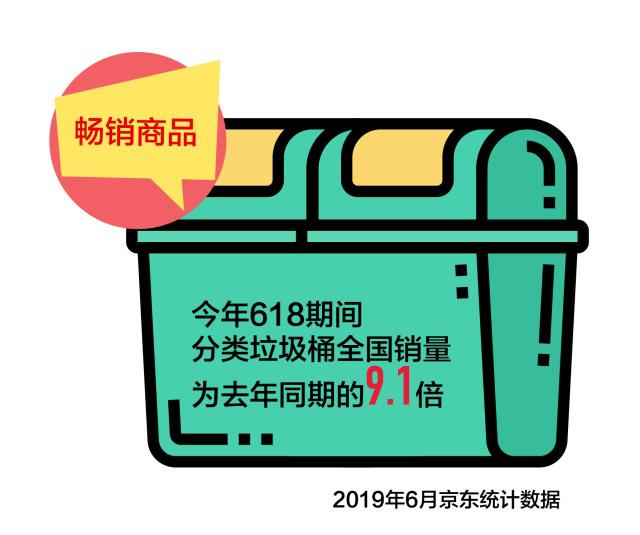 畅销商品
今年618期间
分类垃圾桶全国销量
为去年同期的9.1倍
2019年6月京东统计数据